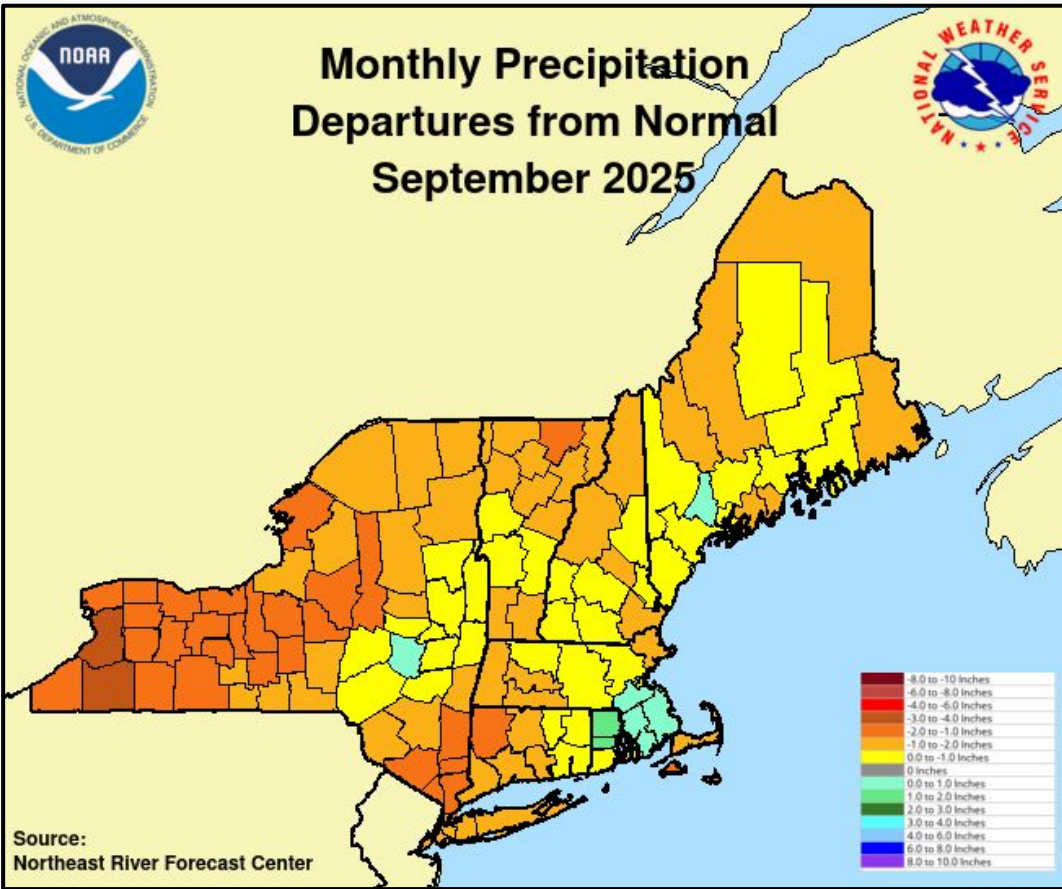 NATIONAL OCEANIC AND ATMOSPHERIC ADMINISTRATION
NOAA
U.S. DEPARTMENT OF COMMERCE
Monthly Precipitation
Departures from Normal
September 2025
NATIONAL WEATHER SERVICE
-8.0 to -10 Inches
-6.0 to -8.0 Inches
-4.0 to -6.0 Inches
-3.0 to -4.0 Inches
-2.0 to -1.0 Inches
-1.0 to -2.0 Inches
0.0 to -1.0 Inches
0 Inches
0.0 to 1.0 Inches
1.0 to 2.0 Inches
2.0 to 3.0 Inches
3.0 to 4.0 Inches
4.0 to 6.0 Inches
6.0 to 8.0 Inches
8.0 to 10.0 Inches
Source:
Northeast River Forecast Center